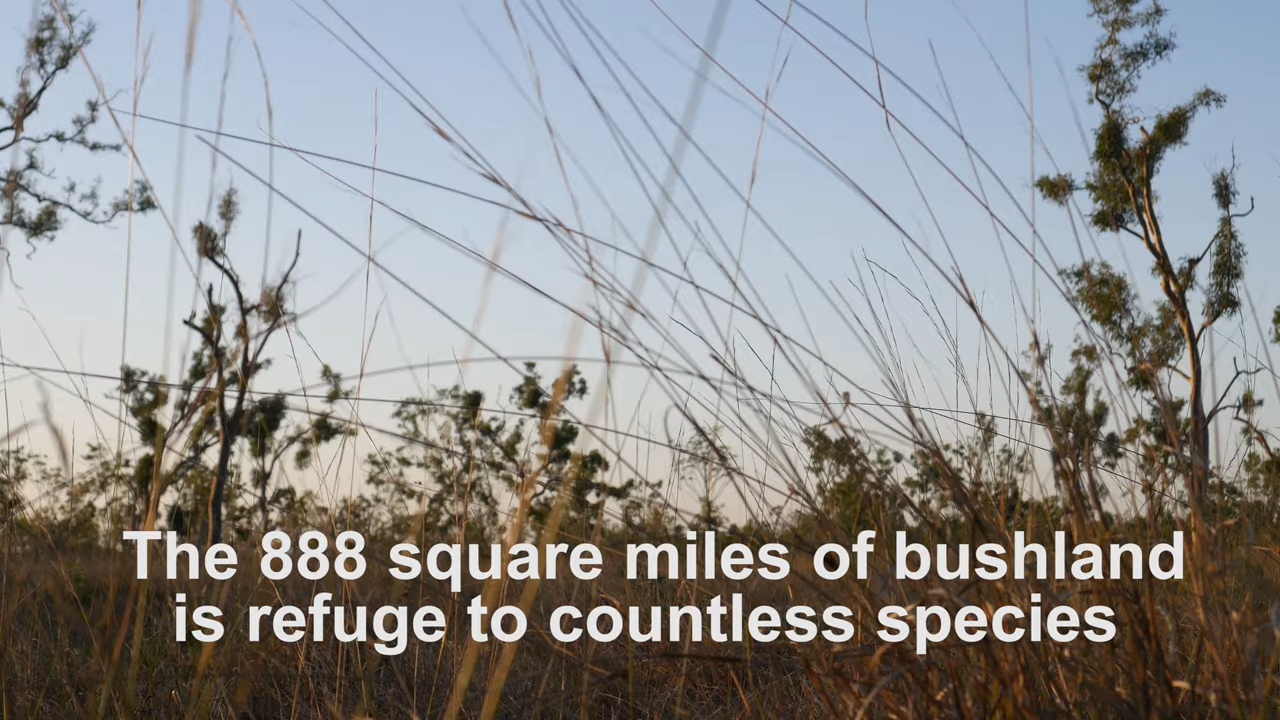 The 888 square miles of bushland
is refuge to countless species